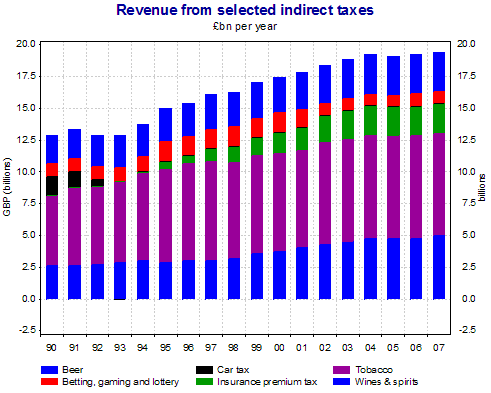 Revenue from selected indirect taxes
£bn per year
20.0 20.0
17.5 17.5
15.0 15.0
12.5 12.5
10.0 10.0
7.5 7.5
5.0 5.0
2.5 2.5
0.0 0.0
-2.5 -2.5
GBP (billions)
billions
90 91 92 93 94 95 96 97 98 99 00 01 02 03 04 05 06 07
Beer Car tax Tobacco
Betting, gaming and lottery Insurance premium tax Wines & spirits